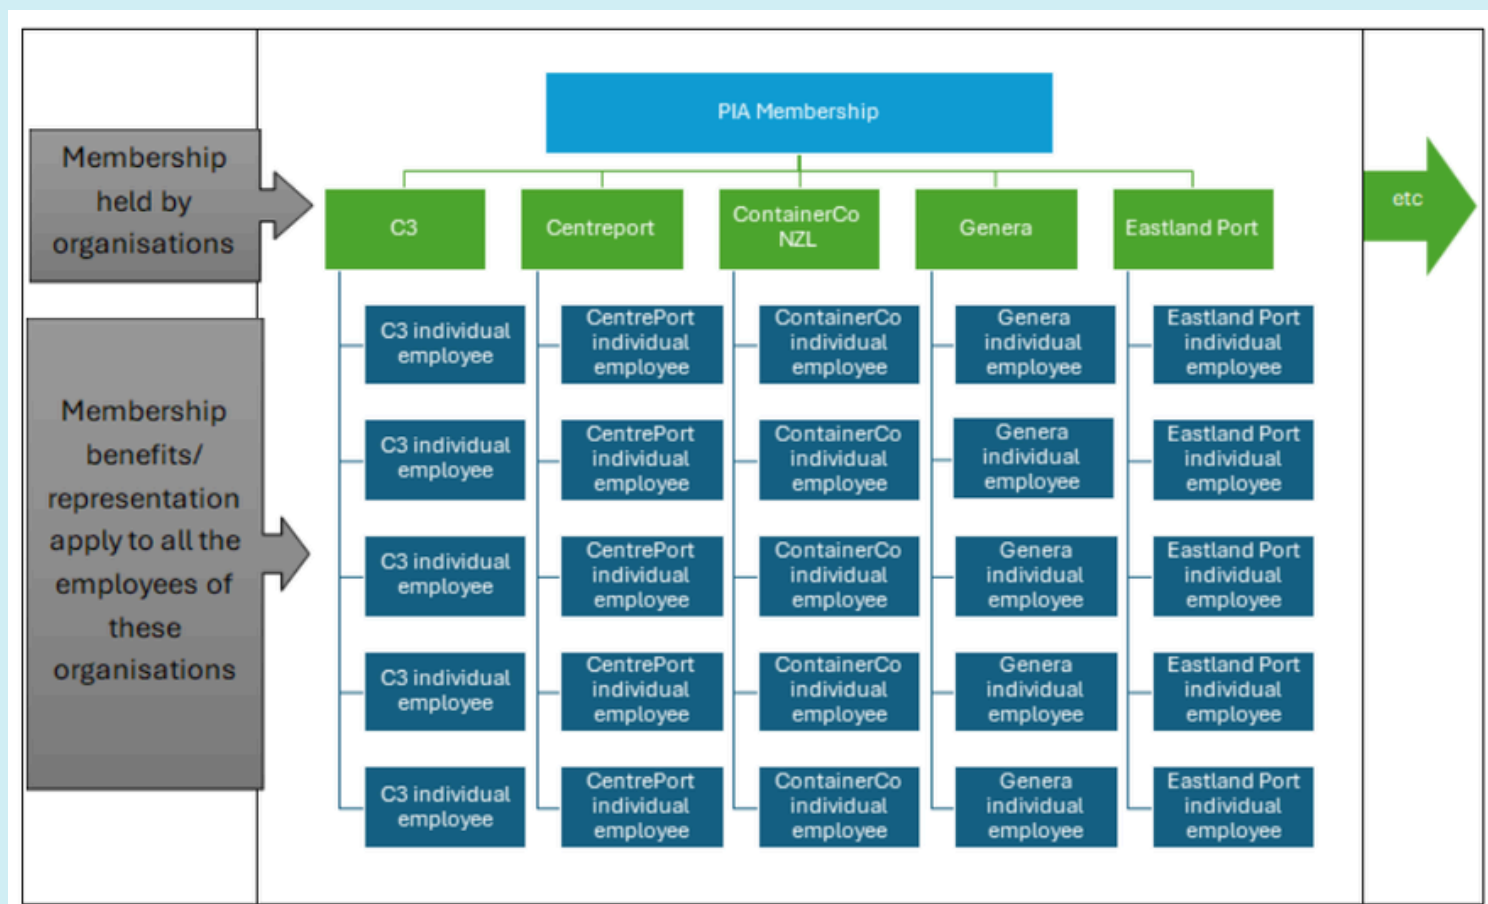 PIA Membership
Membership
held by
organisations
C3
Centreport
ContainerCo
NZL
Genera
Eastland Port
etc
Membership
benefits/
representation
apply to all the
employees of
these
organisations
C3 individual
employee
CentrePort
individual
employee
ContainerCo
individual
employee
Genera
individual
employee
Eastland Port
individual
employee
C3 individual
employee
CentrePort
individual
employee
ContainerCo
individual
employee
Genera
individual
employee
Eastland Port
individual
employee
C3 individual
employee
CentrePort
individual
employee
ContainerCo
individual
employee
Genera
individual
employee
Eastland Port
individual
employee
C3 individual
employee
CentrePort
individual
employee
ContainerCo
individual
employee
Genera
individual
employee
Eastland Port
individual
employee
C3 individual
employee
CentrePort
individual
employee
ContainerCo
individual
employee
Genera
individual
employee
Eastland Port
individual
employee